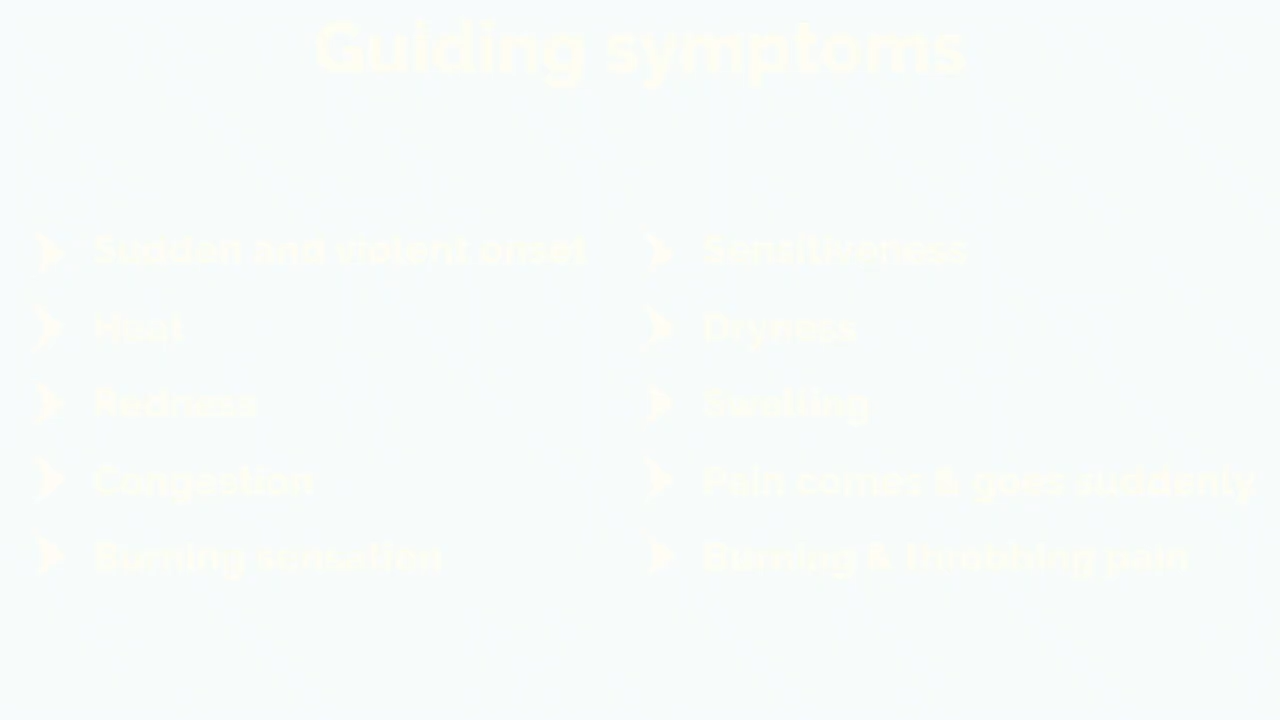 Guiding symptoms
Sudden and violent onset
Heat
Redness
Congestion
Burning sensation
Sensitiveness
Dryness
Swelling
Pain comes & goes suddenly
Burning & throbbing pain